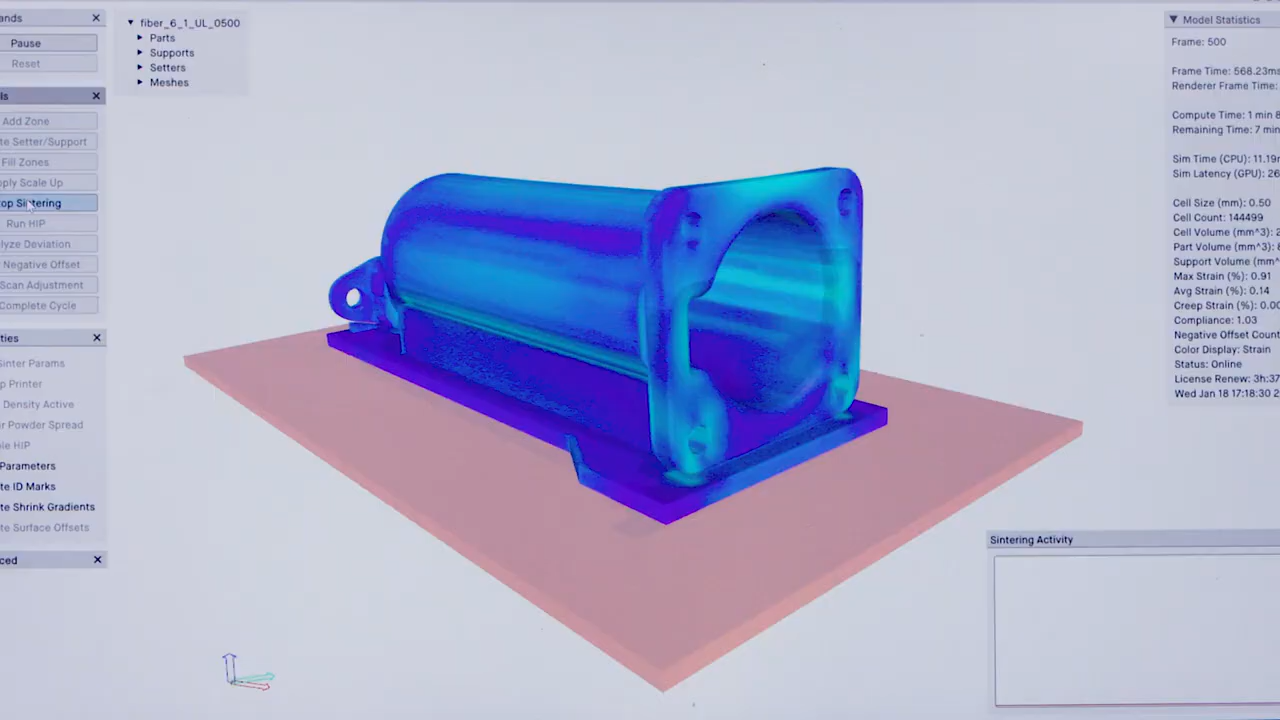 ands
Pause
Reset
ls
Add Zone
te Setter/Support
Fill Zones
pply Scale Up
op Sintering
Run HIP
lyze Deviation
Negative Offset
Scan Adjustment
Complete Cycle
ties
Sinter Params
p Printer
Density Active
r Powder Spread
le HIP
Parameters
te ID Marks
te Shrink Gradients
te Surface Offsets
ced
fiber_6_1_UL_0500
Parts
Supports
Setters
Meshes
Model Statistics
Frame: 500
Frame Time: 568.23ms
Renderer Frame Time:
Compute Time: 1 min 8
Remaining Time: 7 min
Sim Time (CPU): 11.19m
Sim Latency (GPU): 26
Cell Size (mm): 0.50
Cell Count: 144499
Cell Volume (mm^3): 2
Part Volume (mm^3): 8
Support Volume (mm^
Max Strain (%): 0.91
Avg Strain (%): 0.14
Creep Strain (%): 0.00
Compliance: 1.03
Negative Offset Count
Color Display: Strain
Status: Online
License Renew: 3h:37
Wed Jan 18 17:18:30 2
Sintering Activity